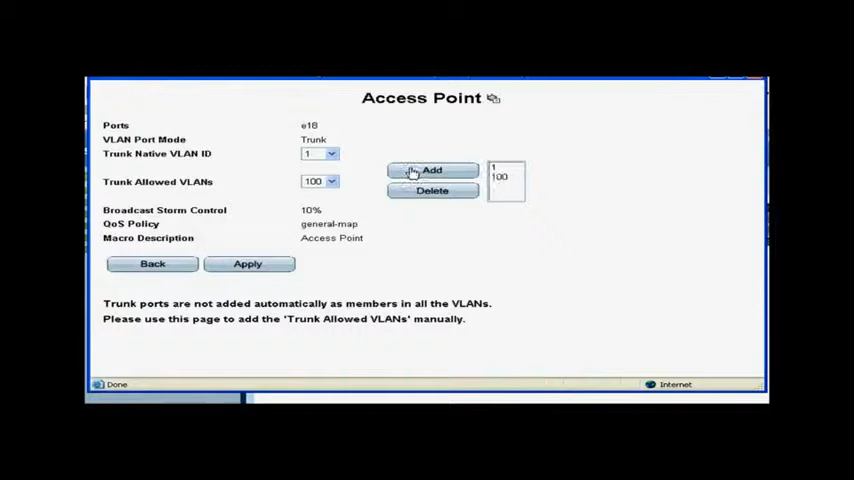 Access Point
Ports e18
VLAN Port Mode Trunk
Trunk Native VLAN ID 1
Trunk Allowed VLANs 100 Add 1
100
Delete
Broadcast Storm Control 10%
QoS Policy general-map
Macro Description Access Point
Back Apply
Trunk ports are not added automatically as members in all the VLANs.
Please use this page to add the 'Trunk Allowed VLANs' manually.
Done Internet